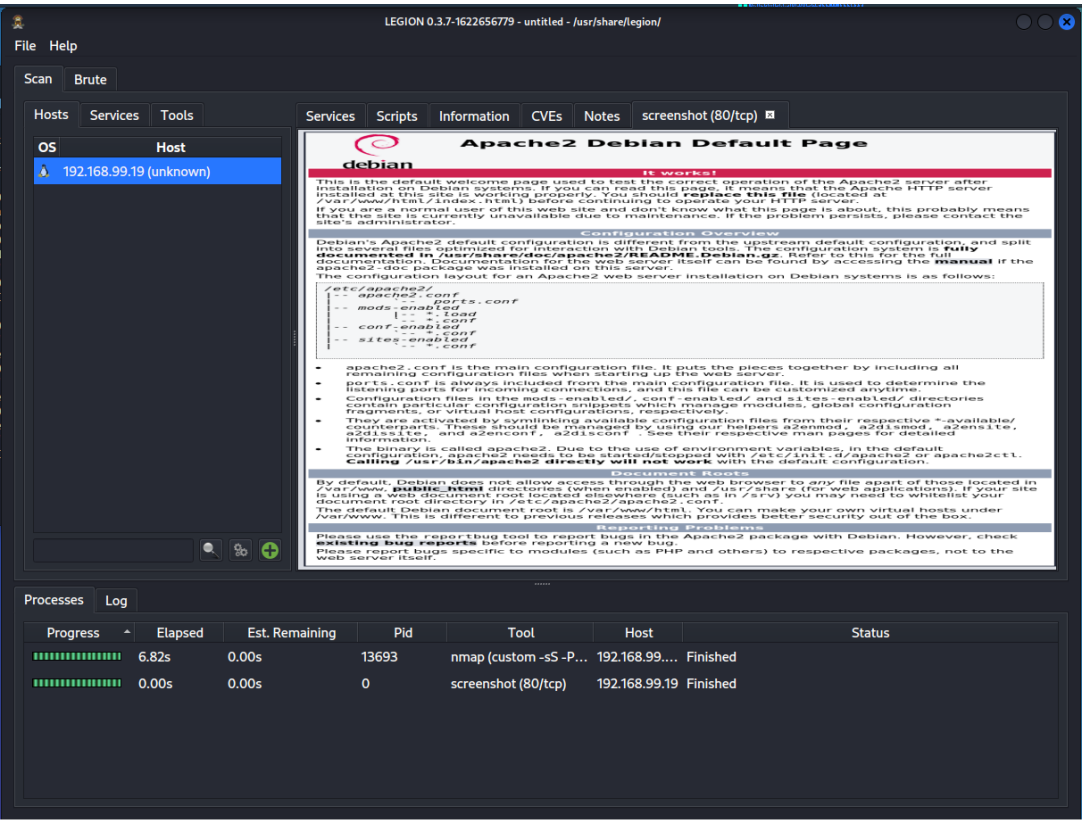 LEGION 0.3.7-1622656779 - untitled - /usr/share/legion/
File Help
Scan Brute
Hosts Services Tools
OS Host
192.168.99.19 (unknown)
Services Scripts Information CVEs Notes screenshot (80/tcp)
debian
Apache2 Debian Default Page
It works!
This is the default welcome page used to test the correct operation of the Apache2 server after
installation on Debian systems. If you can read this page, it means that the Apache HTTP server
installed at this site is working properly. You should replace this file (located at
/var/www/html/index.html) before continuing to operate your HTTP server.
If you are a normal user of this web site and don't know what this page is about, this probably means
that the site is currently unavailable due to maintenance. If the problem persists, please contact the
site's administrator.
Configuration Overview
Debian's Apache2 default configuration is different from the upstream default configuration, and split
into several files optimized for interaction with Debian tools. The configuration system is fully
documented in /usr/share/doc/apache2/README.Debian.gz. Refer to this for the full
documentation. Documentation for the web server itself can be found by accessing the manual if the
apache2-doc package was installed on this server.
The configuration layout for an Apache2 web server installation on Debian systems is as follows:
/etc/apache2/
|-- apache2.conf
|   `-- ports.conf
|-- mods-enabled
|   |-- *.load
|   `-- *.conf
|-- conf-enabled
|   `-- *.conf
|-- sites-enabled
|   `-- *.conf
apache2.conf is the main configuration file. It puts the pieces together by including all
remaining configuration files when starting up the web server.
ports.conf is always included from the main configuration file. It is used to determine the
listening ports for incoming connections, and this file can be customized anytime.
Configuration files in the mods-enabled/, conf-enabled/ and sites-enabled/ directories
contain particular configuration snippets which manage modules, global configuration
fragments, or virtual host configurations, respectively.
They are activated by symlinking available configuration files from their respective *-available/
counterparts. These should be managed by using our helpers a2enmod, a2dismod, a2ensite,
a2dissite, and a2enconf, a2disconf . See their respective man pages for detailed
information.
The binary is called apache2. Due to the use of environment variables, in the default
configuration, apache2 needs to be started/stopped with /etc/init.d/apache2 or apache2ctl.
Calling /usr/bin/apache2 directly will not work with the default configuration.
Document Roots
By default, Debian does not allow access through the web browser to any file apart of those located in
/var/www, public_html directories (when enabled) and /usr/share (for web applications). If your site
is using a web document root located elsewhere (such as in /srv) you may need to whitelist your
document root directory in /etc/apache2/apache2.conf.
The default Debian document root is /var/www/html. You can make your own virtual hosts under
/var/www. This is different to previous releases which provides better security out of the box.
Reporting Problems
Please use the reportbug tool to report bugs in the Apache2 package with Debian. However, check
existing bug reports before reporting a new bug.
Please report bugs specific to modules (such as PHP and others) to respective packages, not to the
web server itself.
Processes Log
Progress Elapsed Est. Remaining Pid Tool Host Status
6.82s 0.00s 13693 nmap (custom -sS -P... 192.168.99.... Finished
0.00s 0.00s 0 screenshot (80/tcp) 192.168.99.19 Finished